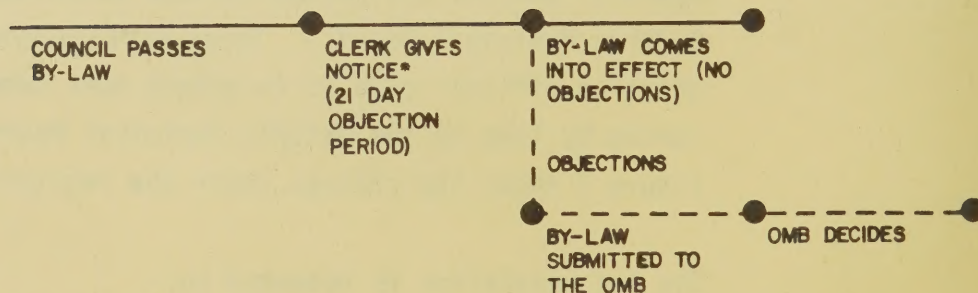 COUNCIL PASSES
BY-LAW
CLERK GIVES
NOTICE*
(21 DAY
OBJECTION
PERIOD)
BY-LAW COMES
INTO EFFECT (NO
OBJECTIONS)
OBJECTIONS
BY-LAW
SUBMITTED TO
THE OMB
OMB DECIDES